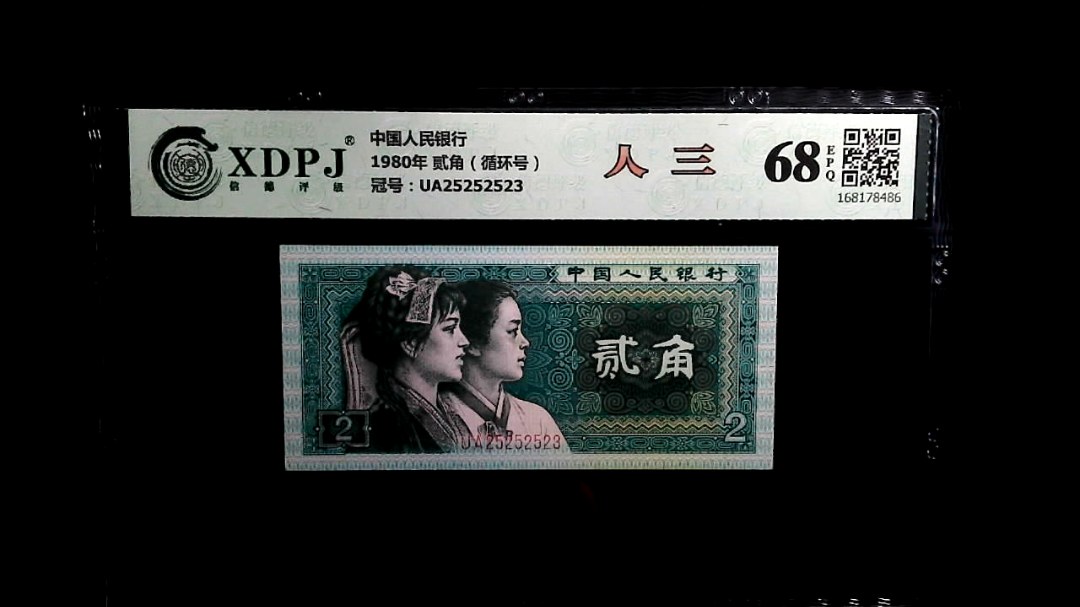 XDPJ®
信邮评级
中国人民银行
1980年 贰角（循环号）
冠号：UA25252523
人三
68
EPQ
168178486
中国人民银行
贰角
2
2
UA25252523